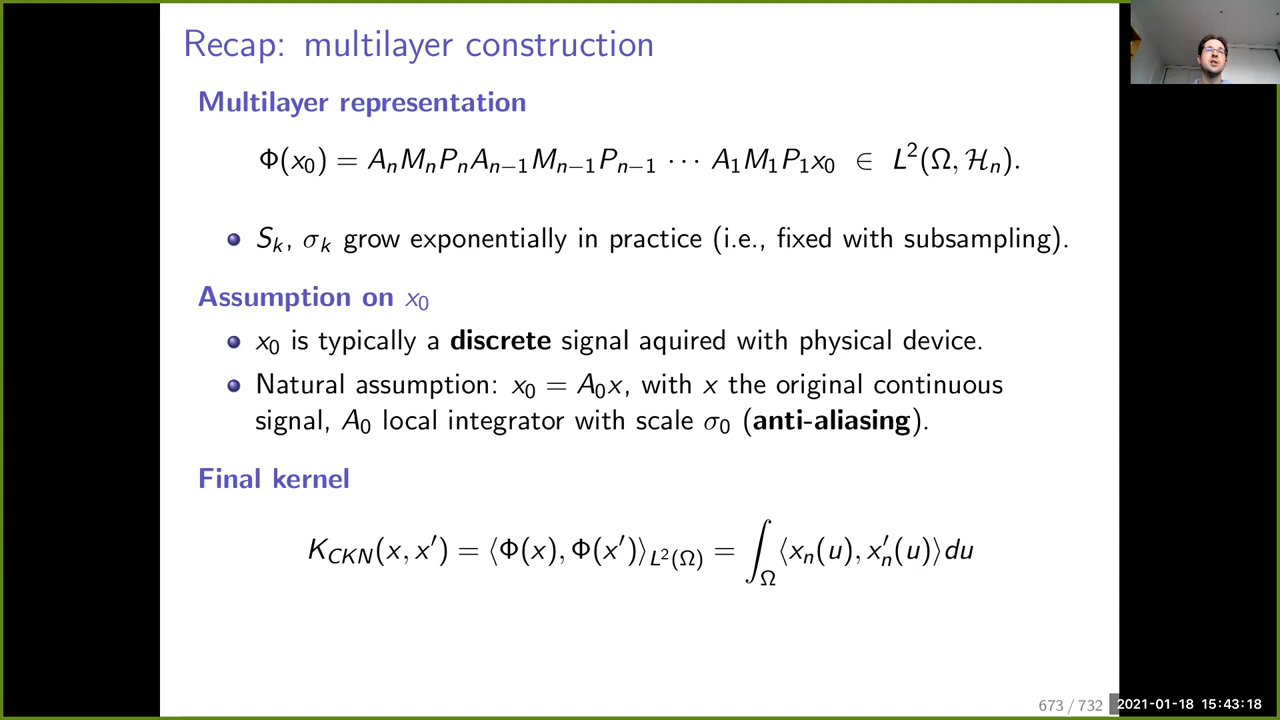 Recap: multilayer construction
Multilayer representation
Φ(x₀) = AₙMₙPₙAₙ₋₁Mₙ₋₁Pₙ₋₁ ··· A₁M₁P₁x₀ ∈ L²(Ω, ℋₙ).
Sₖ, σₖ grow exponentially in practice (i.e., fixed with subsampling).
Assumption on x₀
x₀ is typically a discrete signal aquired with physical device.
Natural assumption: x₀ = A₀x, with x the original continuous
signal, A₀ local integrator with scale σ₀ (anti-aliasing).
Final kernel
K_{CKN}(x, x′) = ⟨Φ(x), Φ(x′)⟩_{L²(Ω)} = ∫_Ω ⟨xₙ(u), x′ₙ(u)⟩du
673 / 732
2021-01-18 15:43:18